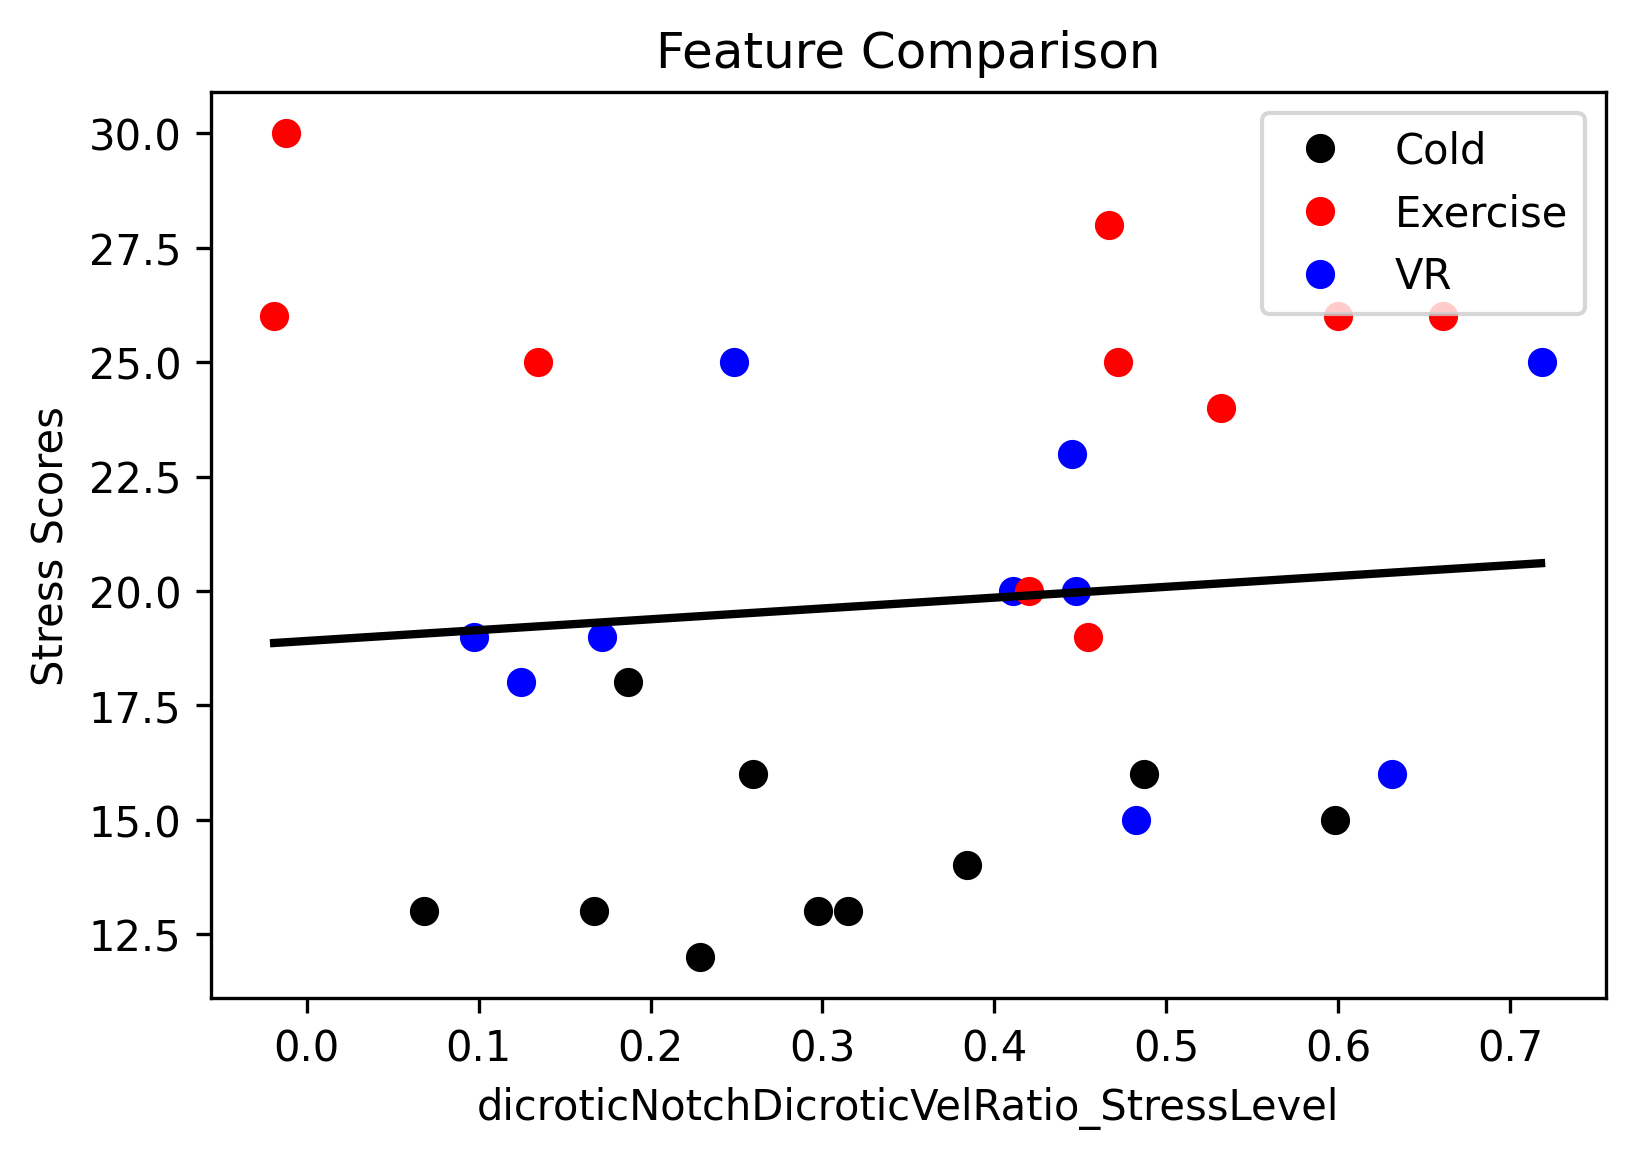 Feature Comparison
30.0
27.5
25.0
22.5
20.0
17.5
15.0
12.5
Stress Scores
Cold
Exercise
VR
0.0 0.1 0.2 0.3 0.4 0.5 0.6 0.7
dicroticNotchDicroticVelRatio_StressLevel